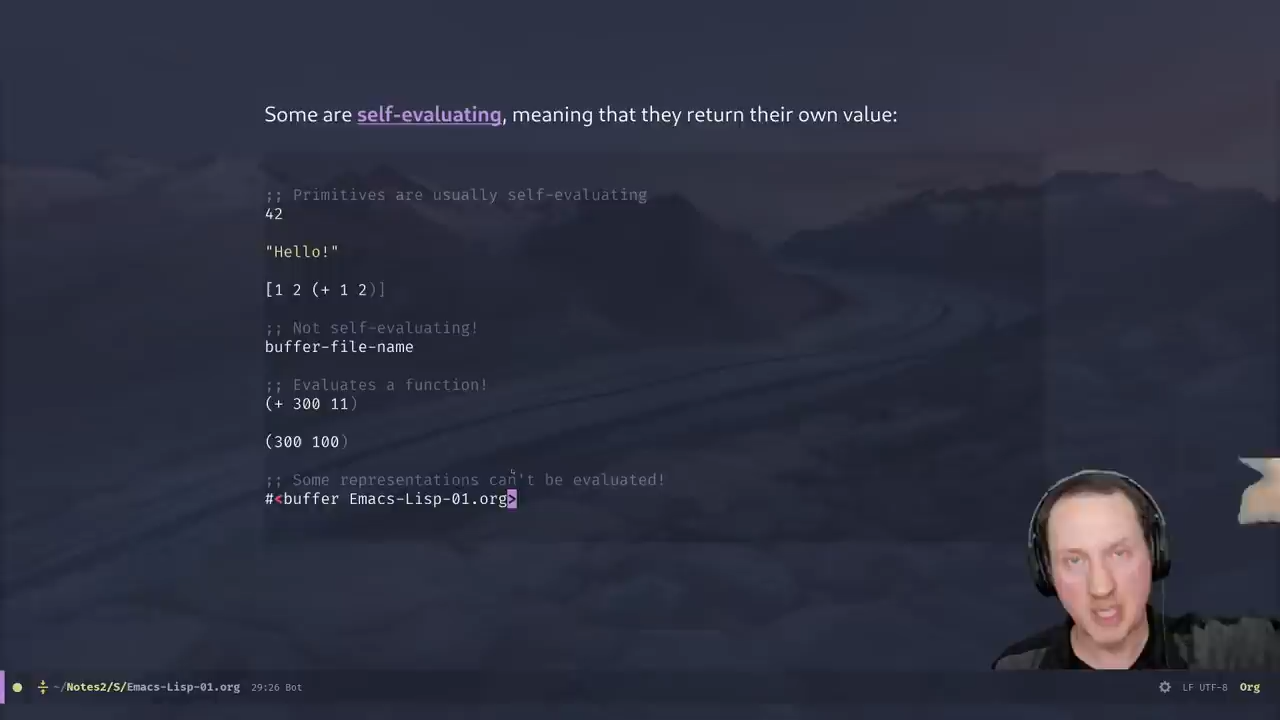 Some are self-evaluating, meaning that they return their own value:
;; Primitives are usually self-evaluating
42
"Hello!"
[1 2 (+ 1 2)]
;; Not self-evaluating!
buffer-file-name
;; Evaluates a function!
(+ 300 11)
(300 100)
;; Some representations can't be evaluated!
#<buffer Emacs-Lisp-01.org>
~/Notes2/S/Emacs-Lisp-01.org 29:26 Bot LF UTF-8 Org